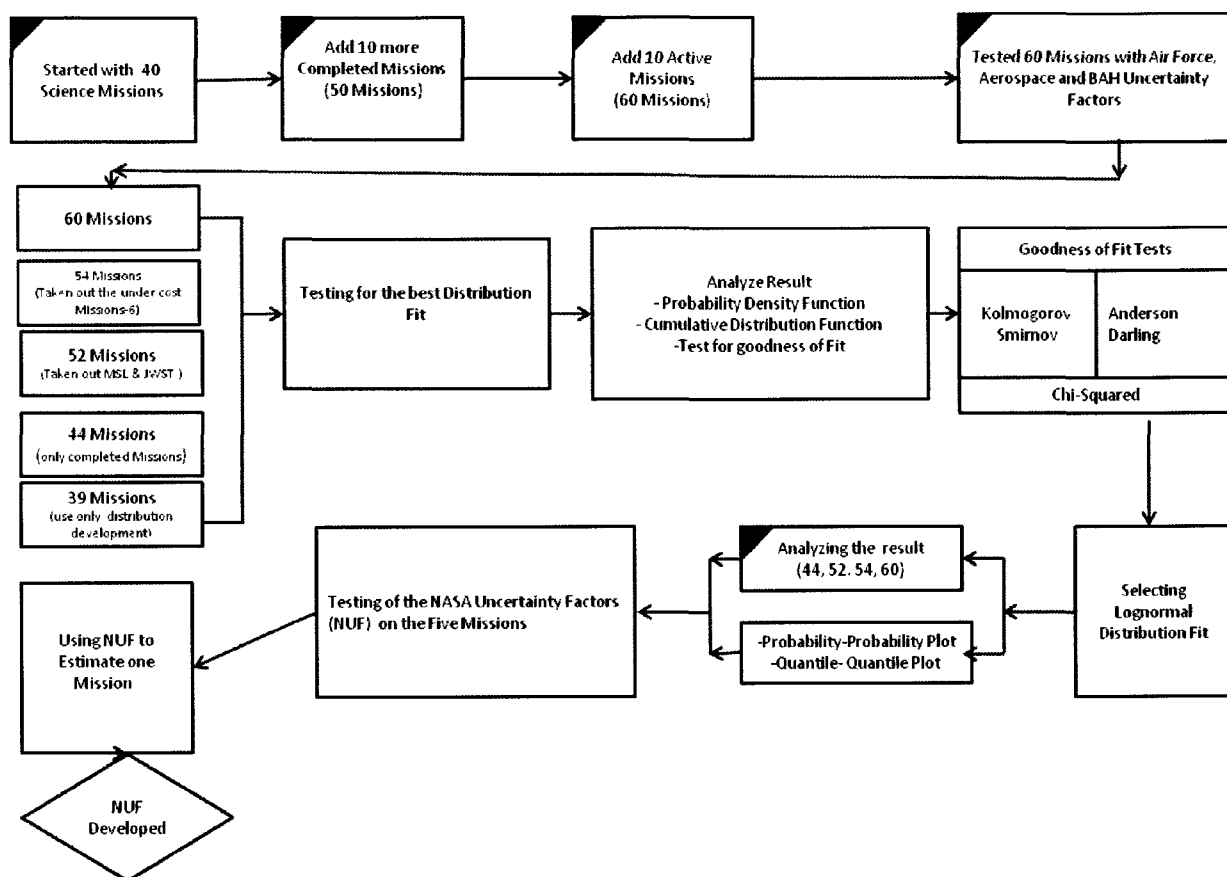 Started with 40
Science Missions
Add 10 more
Completed Missions
(50 Missions)
Add 10 Active
Missions
(60 Missions)
Tested 60 Missions with Air Force,
Aerospace and BAH Uncertainty
Factors
60 Missions
54 Missions
(Taken out the under cost
Missions-6)
52 Missions
(Taken out MSL & JWST )
44 Missions
(only completed Missions)
39 Missions
(use only distribution
development)
Testing for the best Distribution
Fit
Analyze Result
-Probability Density Function
-Cumulative Distribution Function
-Test for goodness of Fit
Goodness of Fit Tests
Kolmogorov
Smirnov
Anderson
Darling
Chi-Squared
Selecting
Lognormal
Distribution Fit
Analyzing the result
(44, 52. 54, 60)
-Probability-Probability Plot
-Quantile- Quantile Plot
Testing of the NASA Uncertainty Factors
(NUF) on the Five Missions
Using NUF to
Estimate one
Mission
NUF
Developed